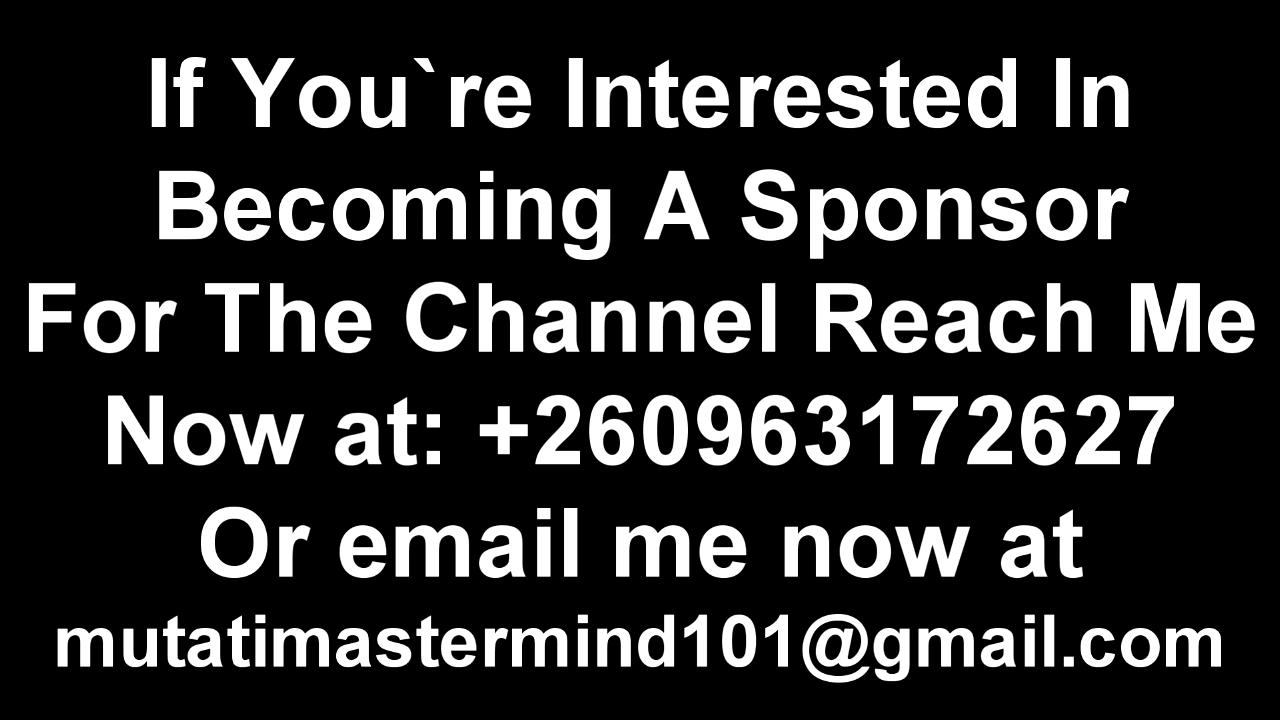 If You`re Interested In
Becoming A Sponsor
For The Channel Reach Me
Now at: +260963172627
Or email me now at
mutatimastermind101@gmail.com